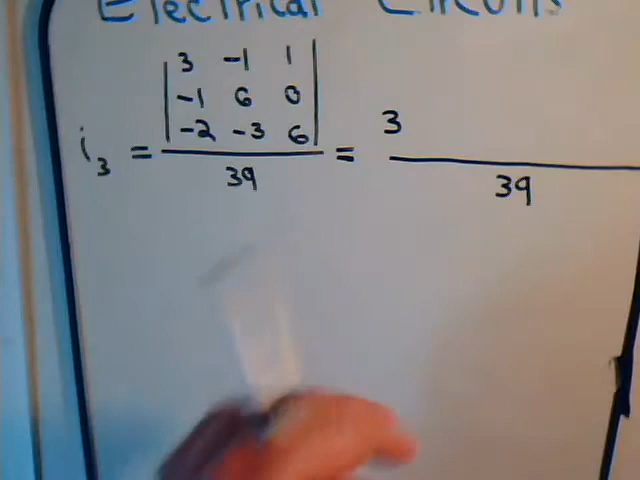 Electrical Circuits
3 -1 1
-1 6 0
-2 -3 6
i₃ = = 3
39 39